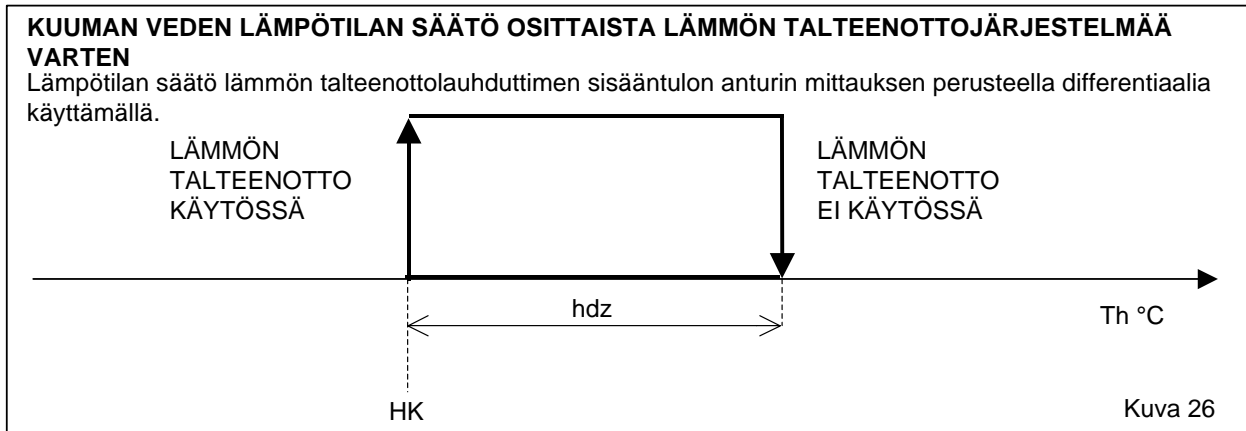 KUUMAN VEDEN LÄMPÖTILAN SÄÄTÖ OSITTAISTA LÄMMÖN TALTEENOTTOJÄRJESTELMÄÄ
VARTEN
Lämpötilan säätö lämmön talteenottolauhduttimen sisääntulon anturin mittauksen perusteella differentiaalia
käyttämällä.
LÄMMÖN
TALTEENOTTO
KÄYTÖSSÄ
LÄMMÖN
TALTEENOTTO
EI KÄYTÖSSÄ
hdz
Th °C
HK
Kuva 26